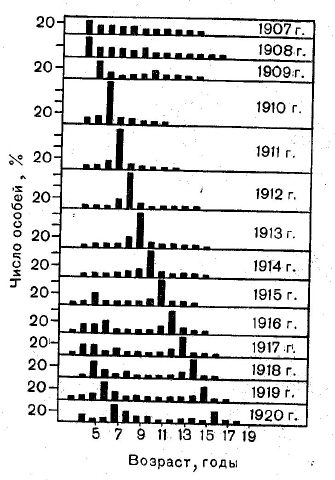 20 1907 г.
1908 г.
20 1909 г.
1910 г.
20
1911 г.
20
1912 г.
20
1913 г.
20
20 1914 г.
20 1915 г.
20 1916 г.
20 1917 г.
1918 г.
20 1919 г.
20 1920 г.
5 7 9 11 13 15 17 19
Возраст, годы
Число особей, %